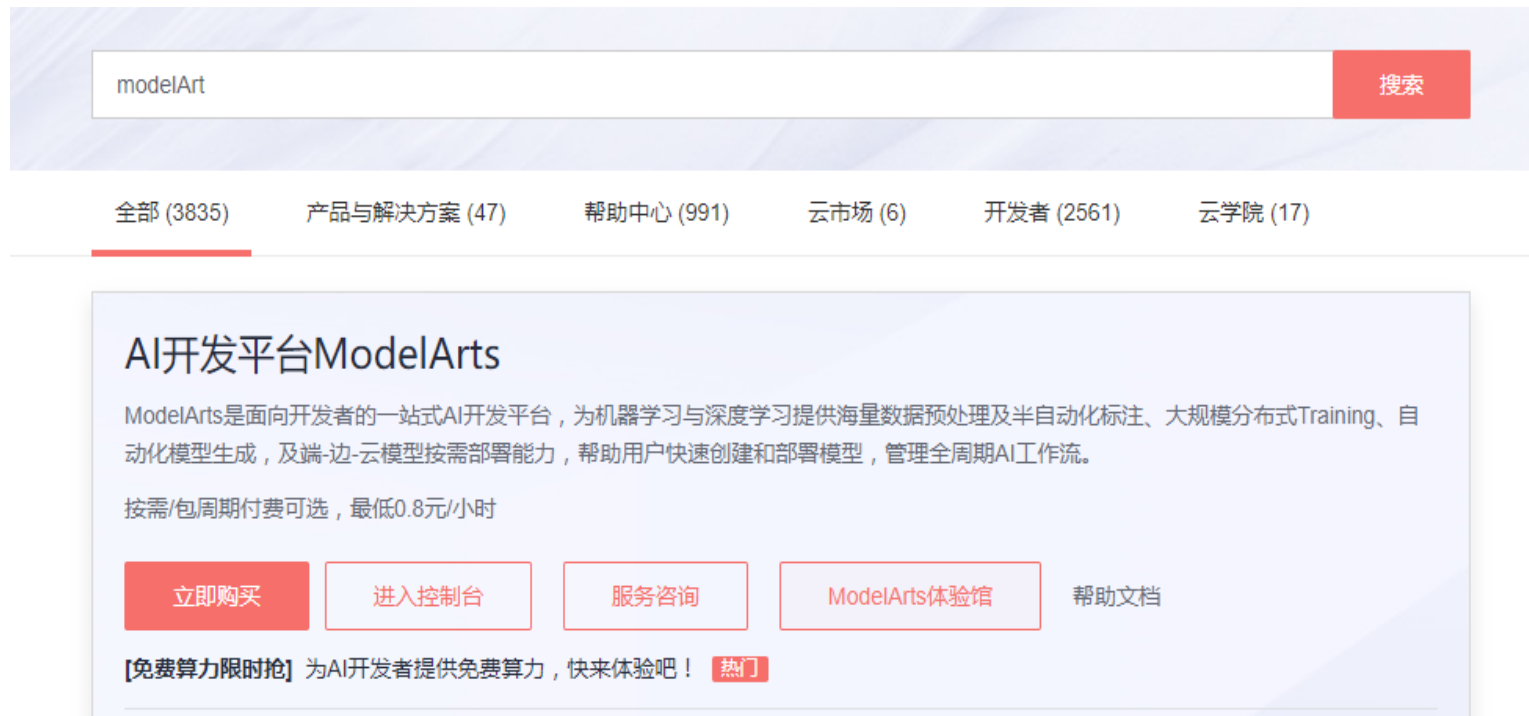 modelArt
搜索
全部 (3835) 产品与解决方案 (47) 帮助中心 (991) 云市场 (6) 开发者 (2561) 云学院 (17)
AI开发平台ModelArts
ModelArts是面向开发者的一站式AI开发平台，为机器学习与深度学习提供海量数据预处理及半自动化标注、大规模分布式Training、自
动化模型生成，及端-边-云模型按需部署能力，帮助用户快速创建和部署模型，管理全周期AI工作流。
按需/包周期付费可选，最低0.8元/小时
立即购买 进入控制台 服务咨询 ModelArts体验馆 帮助文档
[免费算力限时抢] 为AI开发者提供免费算力，快来体验吧！ 热门